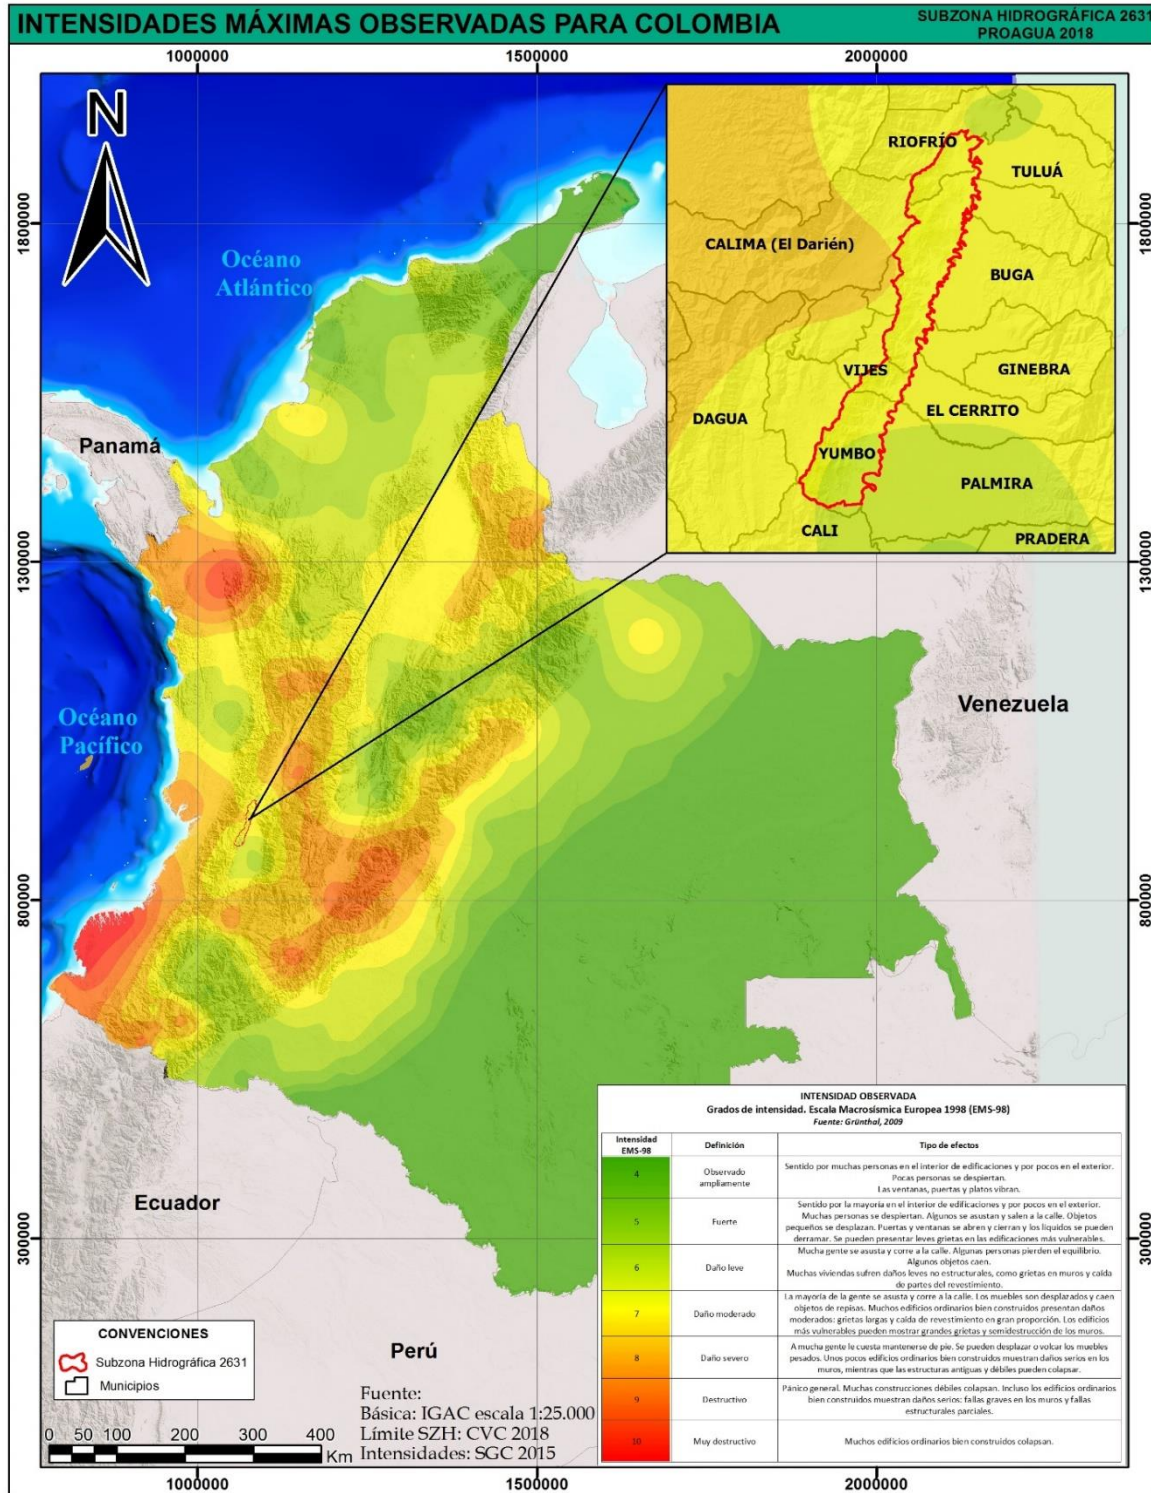 INTENSIDADES MÁXIMAS OBSERVADAS PARA COLOMBIA
SUBZONA HIDROGRÁFICA 2631
PROAGUA 2018
1000000
1500000
2000000
N
1800000
1800000
Océano
Atlántico
RIOFRÍO
TULUÁ
CALIMA (El Darién)
BUGA
VIJES
GINEBRA
DAGUA
EL CERRITO
YUMBO
PALMIRA
CALI
PRADERA
Panamá
1300000
1300000
Océano
Pacífico
Venezuela
800000
800000
Ecuador
300000
300000
Perú
INTENSIDAD OBSERVADA
Grados de intensidad. Escala Macrosísmica Europea 1998 (EMS-98)
Fuente: Grünthal, 2009
Intensidad
EMS-98
Definición
Tipo de efectos
4
Observado
ampliamente
Sentido por muchas personas en el interior de edificaciones y por pocos en el exterior.
Pocas personas se despiertan.
Las ventanas, puertas y platos vibran.
5
Fuerte
Sentido por la mayoría en el interior de edificaciones y por pocos en el exterior.
Muchas personas se despiertan. Algunos se asustan y salen a la calle. Objetos
pequeños se desplazan. Puertas y ventanas se abren y cierran y los líquidos se pueden
derramar. Se pueden presentar leves grietas en las edificaciones más vulnerables.
6
Daño leve
Mucha gente se asusta y corre a la calle. Algunas personas pierden el equilibrio.
Algunos objetos caen.
Muchas viviendas sufren daños leves no estructurales, como grietas en muros y caída
de partes del revestimiento.
7
Daño moderado
La mayoría de la gente se asusta y corre a la calle. Los muebles son desplazados y caen
objetos de repisas. Muchos edificios ordinarios bien construidos presentan daños
moderados: grietas largas y caída de revestimiento en gran proporción. Los edificios
más vulnerables pueden mostrar grandes grietas y semidestrucción de los muros.
8
Daño severo
A mucha gente le cuesta mantenerse de pie. Se pueden desplazar o volcar los muebles
pesados. Unos pocos edificios ordinarios bien construidos muestran daños serios en los
muros, mientras que las estructuras antiguas y débiles pueden colapsar.
9
Destructivo
Pánico general. Muchas construcciones débiles colapsan. Incluso los edificios ordinarios
bien construidos muestran daños serios: fallas graves en los muros y fallas
estructurales parciales.
10
Muy destructivo
Muchos edificios ordinarios bien construidos colapsan.
CONVENCIONES
Subzona Hidrográfica 2631
Municipios
Fuente:
Básica: IGAC escala 1:25.000
Límite SZH: CVC 2018
Intensidades: SGC 2015
0 50 100 200 300 400
Km
1000000
1500000
2000000